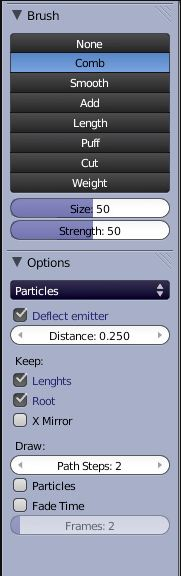 Brush
None
Comb
Smooth
Add
Length
Puff
Cut
Weight
Size: 50
Strength: 50
Options
Particles
Deflect emitter
Distance: 0.250
Keep:
Lenghts
Root
X Mirror
Draw:
Path Steps: 2
Particles
Fade Time
Frames: 2